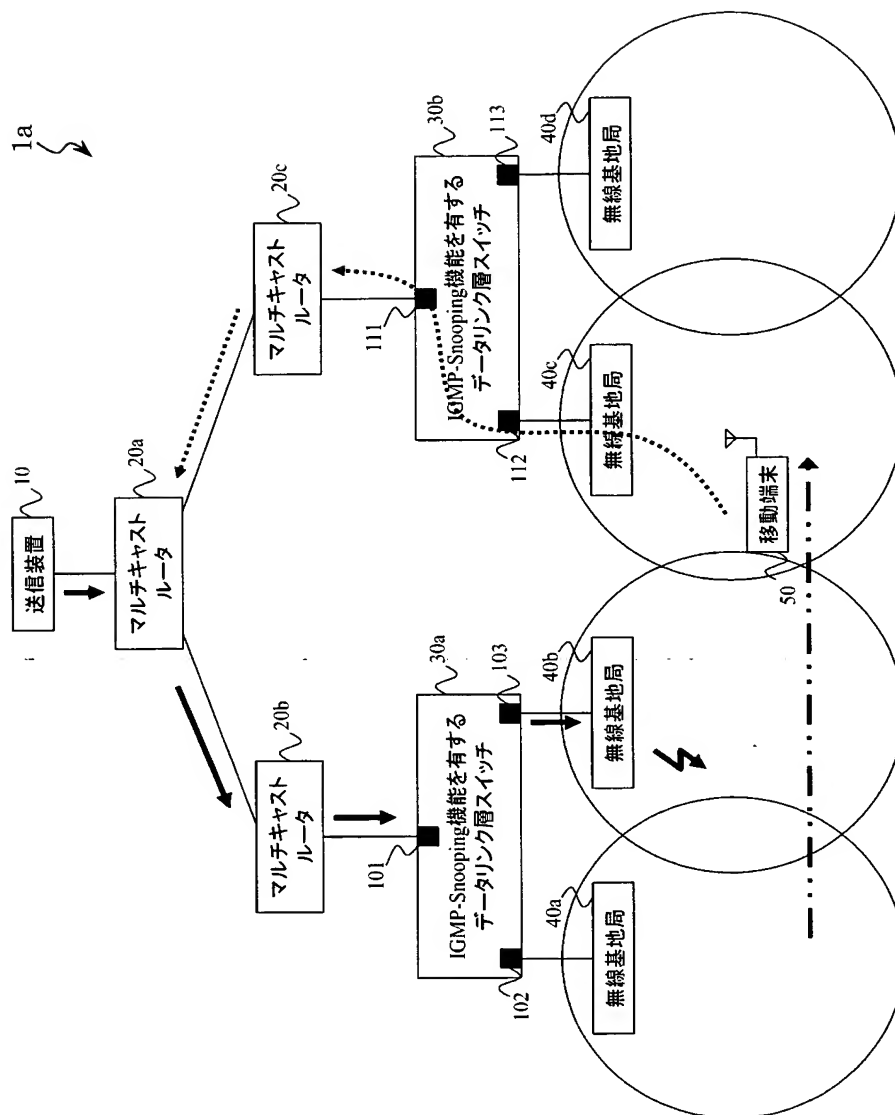 1a
10
送信装置
20a
マルチキャスト
ルータ
20b
マルチキャスト
ルータ
20c
マルチキャスト
ルータ
101
30a
IGMP-Snooping機能を有する
データリンク層スイッチ
102
103
111
30b
IGMP-Snooping機能を有する
データリンク層スイッチ
112
113
40a
無線基地局
40b
無線基地局
40c
無線基地局
40d
無線基地局
移動端末
50